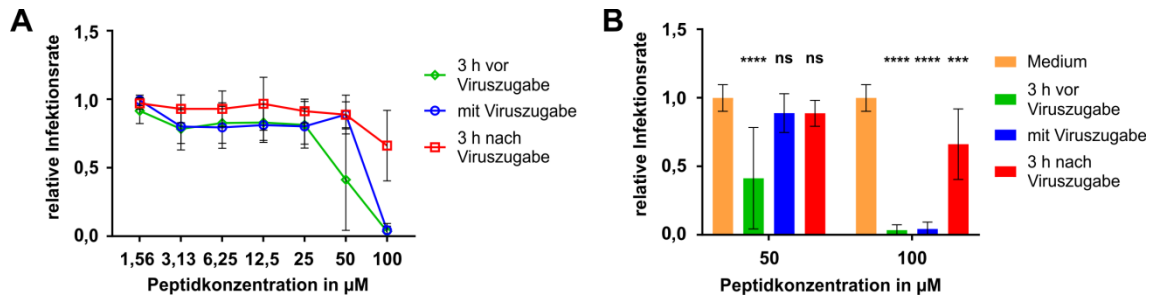 A
relative Infektionsrate
1,5
1,0
0,5
0,0
1,56 3,13 6,25 12,5 25 50 100
Peptidkonzentration in µM
3 h vor
Viruszugabe
mit Viruszugabe
3 h nach
Viruszugabe
B
relative Infektionsrate
1,5
1,0
0,5
0,0
**** ns ns
**** **** ***
50 100
Peptidkonzentration in µM
Medium
3 h vor
Viruszugabe
mit Viruszugabe
3 h nach
Viruszugabe